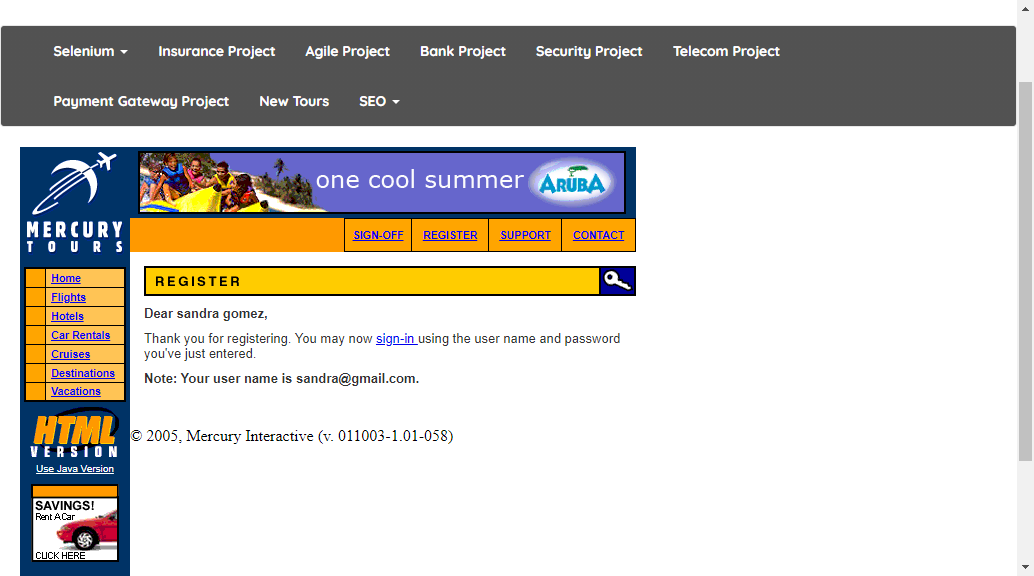 Selenium Insurance Project Agile Project Bank Project Security Project Telecom Project
Payment Gateway Project New Tours SEO
MERCURY
TOURS
one cool summer ARUBA
SIGN-OFF REGISTER SUPPORT CONTACT
Home
Flights
Hotels
Car Rentals
Cruises
Destinations
Vacations
HTML
VERSION
Use Java Version
SAVINGS!
Rent A Car
CLICK HERE
REGISTER
Dear sandra gomez,
Thank you for registering. You may now sign-in using the user name and password
you've just entered.
Note: Your user name is sandra@gmail.com.
© 2005, Mercury Interactive (v. 011003-1.01-058)